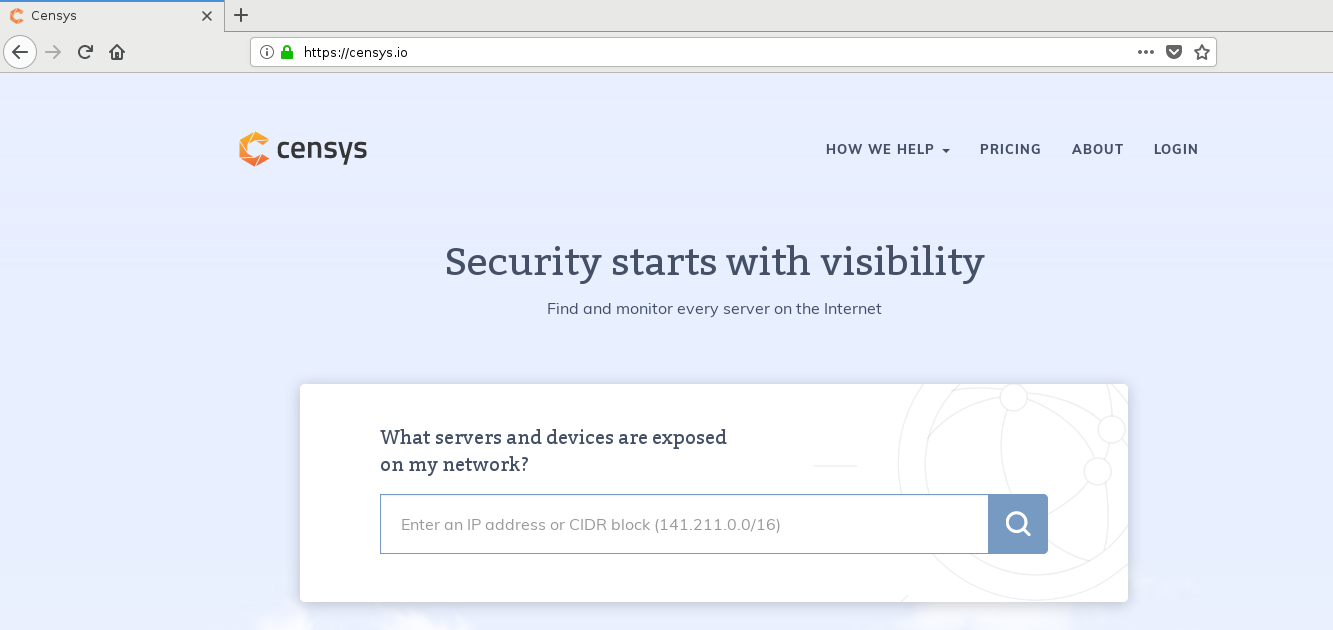 Censys
https://censys.io
censys
HOW WE HELP
PRICING
ABOUT
LOGIN
Security starts with visibility
Find and monitor every server on the Internet
What servers and devices are exposed
on my network?
Enter an IP address or CIDR block (141.211.0.0/16)